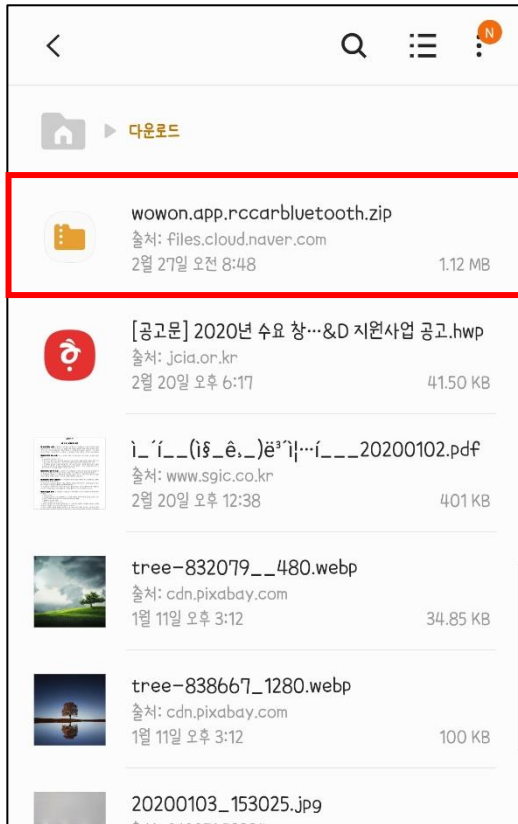 N
다운로드
wowon.app.rccarbluetooth.zip
출처: files.cloud.naver.com
2월 27일 오전 8:48 1.12 MB
[공고문] 2020년 수요 창…&D 지원사업 공고.hwp
출처: jcia.or.kr
2월 20일 오후 6:17 41.50 KB
ì_´í__(ì§_ê¸_)ë³´ì¦…í___20200102.pdf
출처: www.sgic.co.kr
2월 20일 오후 12:38 401 KB
tree-832079__480.webp
출처: cdn.pixabay.com
1월 11일 오후 3:12 34.85 KB
tree-838667_1280.webp
출처: cdn.pixabay.com
1월 11일 오후 3:12 100 KB
20200103_153025.jpg